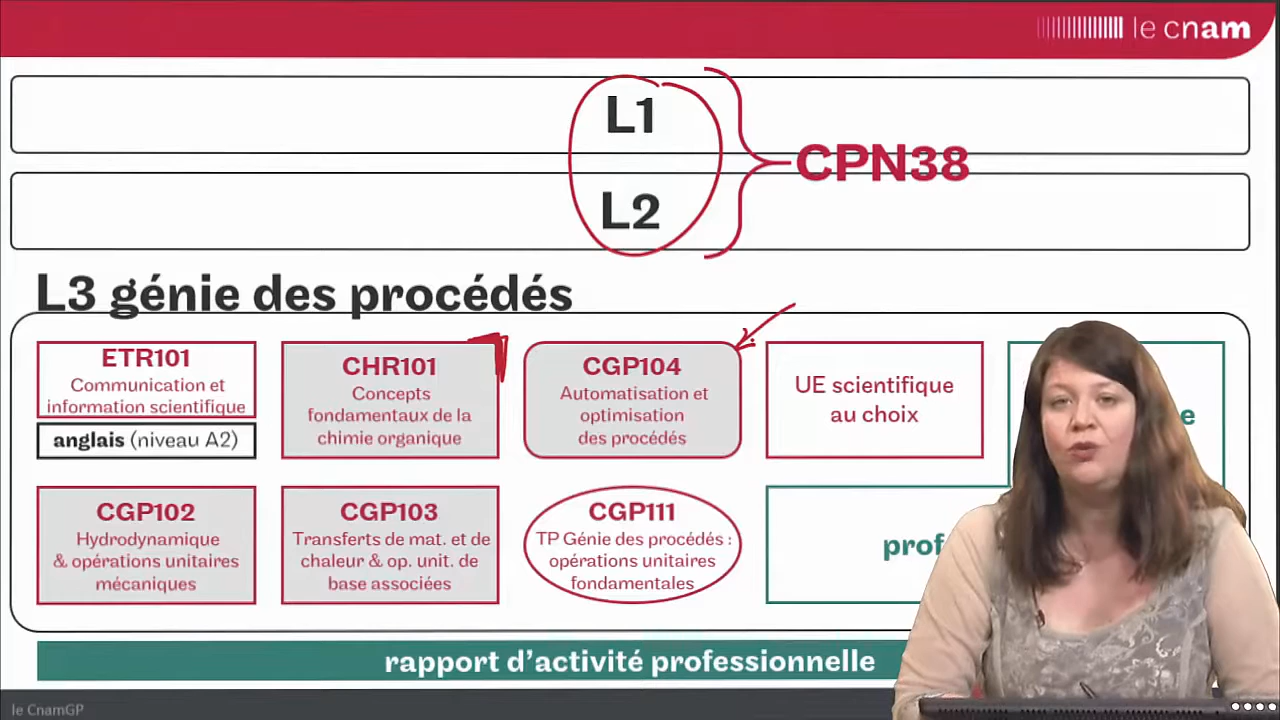 le cnam
L1
CPN38
L2
L3 génie des procédés
ETR101
Communication et
information scientifique
anglais (niveau A2)
CHR101
Concepts
fondamentaux de la
chimie organique
CGP104
Automatisation et
optimisation
des procédés
UE scientifique
au choix
CGP102
Hydrodynamique
& opérations unitaires
mécaniques
CGP103
Transferts de mat. et de
chaleur & op. unit. de
base associées
CGP111
TP Génie des procédés :
opérations unitaires
fondamentales
rapport d’activité professionnelle
le CnamGP